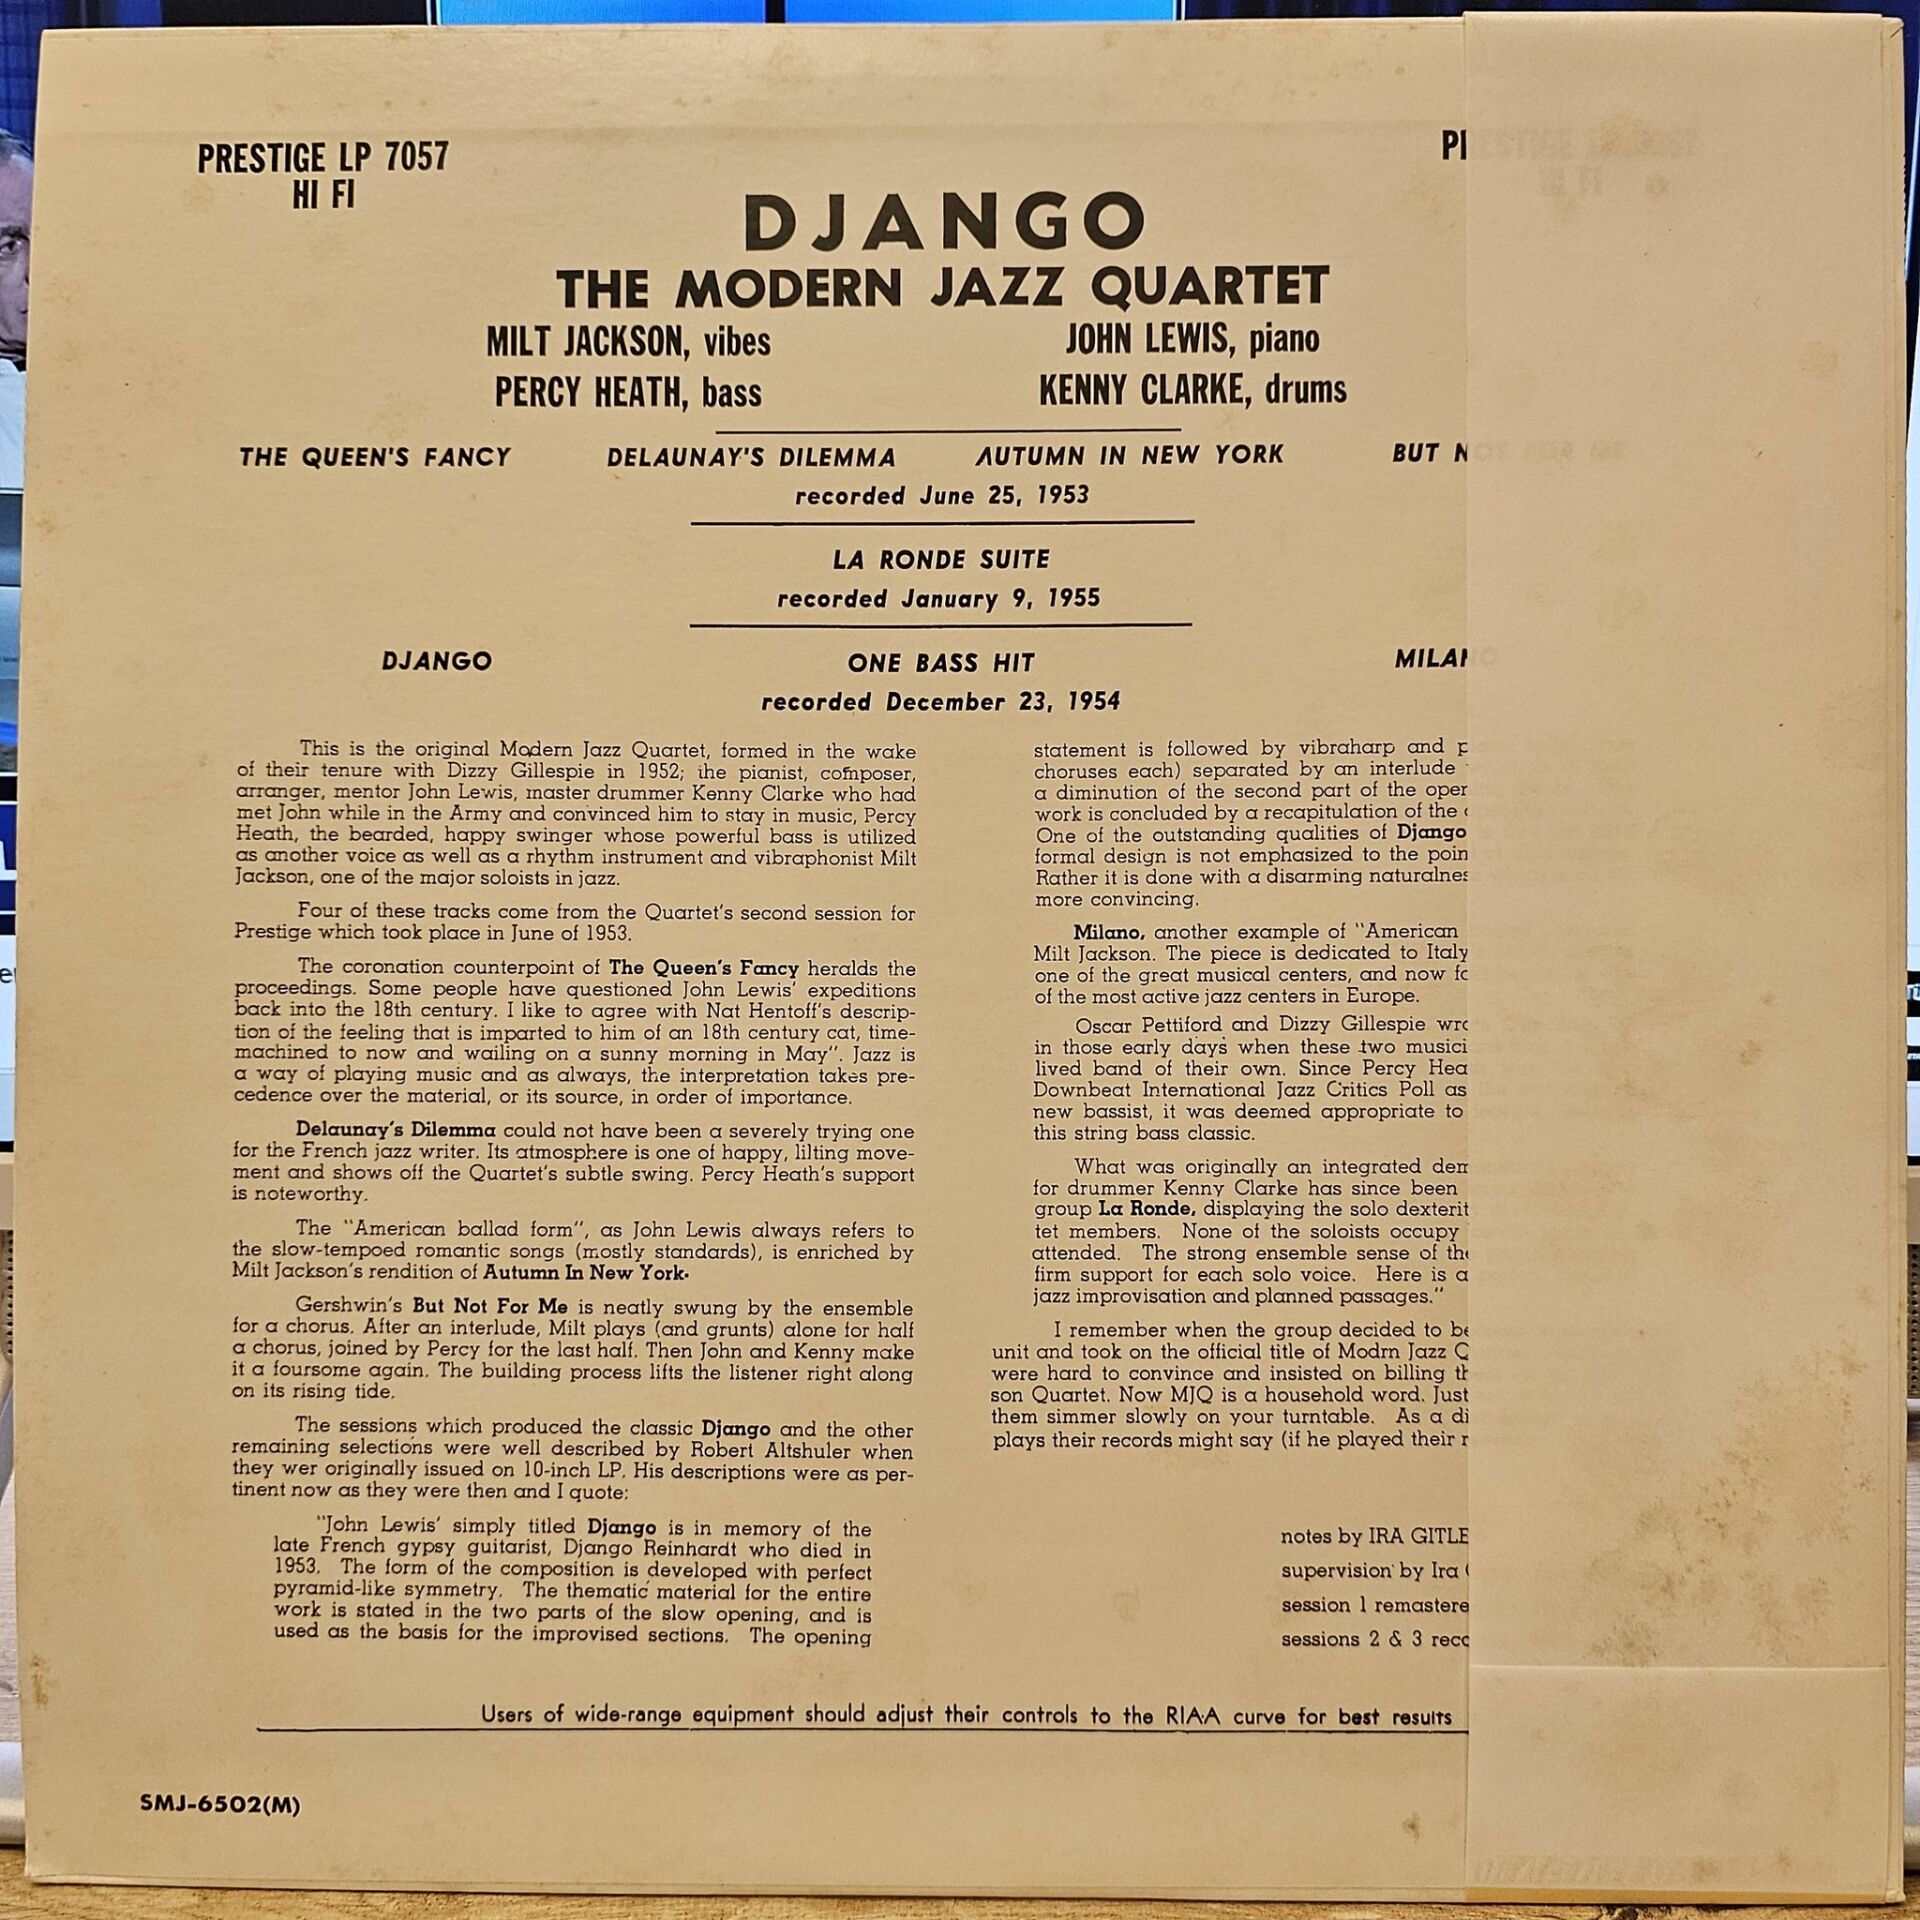 PRESTIGE LP 7057
HI FI
DJANGO
THE MODERN JAZZ QUARTET
MILT JACKSON, vibes JOHN LEWIS, piano
PERCY HEATH, bass KENNY CLARKE, drums
THE QUEEN'S FANCY DELAUNAY'S DILEMMA AUTUMN IN NEW YORK BUT NOT FOR ME
recorded June 25, 1953
LA RONDE SUITE
recorded January 9, 1955
DJANGO ONE BASS HIT MILANO
recorded December 23, 1954
This is the original Modern Jazz Quartet, formed in the wake
of their tenure with Dizzy Gillespie in 1952; the pianist, composer,
arranger, mentor John Lewis, master drummer Kenny Clarke who had
met John while in the Army and convinced him to stay in music, Percy
Heath, the bearded, happy swinger whose powerful bass is utilized
as another voice as well as a rhythm instrument and vibraphonist Milt
Jackson, one of the major soloists in jazz.
Four of these tracks come from the Quartet's second session for
Prestige which took place in June of 1953.
The coronation counterpoint of The Queen's Fancy heralds the
proceedings. Some people have questioned John Lewis' expeditions
back into the 18th century. I like to agree with Nat Hentoff's descrip-
tion of the feeling that is imparted to him of an 18th century cat, time-
machined to now and wailing on a sunny morning in May". Jazz is
a way of playing music and as always, the interpretation takes pre-
cedence over the material, or its source, in order of importance.
Delaunay's Dilemma could not have been a severely trying one
for the French jazz writer. Its atmosphere is one of happy, lilting move-
ment and shows off the Quartet's subtle swing. Percy Heath's support
is noteworthy.
The "American ballad form", as John Lewis always refers to
the slow-tempoed romantic songs (mostly standards), is enriched by
Milt Jackson's rendition of Autumn In New York.
Gershwin's But Not For Me is neatly swung by the ensemble
for a chorus. After an interlude, Milt plays (and grunts) alone for half
a chorus, joined by Percy for the last half. Then John and Kenny make
it a foursome again. The building process lifts the listener right along
on its rising tide.
The sessions which produced the classic Django and the other
remaining selections were well described by Robert Altshuler when
they wer originally issued on 10-inch LP. His descriptions were as per-
tinent now as they were then and I quote:
"John Lewis' simply titled Django is in memory of the
late French gypsy guitarist, Django Reinhardt who died in
1953. The form of the composition is developed with perfect
pyramid-like symmetry. The thematic material for the entire
work is stated in the two parts of the slow opening, and is
used as the basis for the improvised sections. The opening
statement is followed by vibraharp and p
choruses each) separated by an interlude
a diminution of the second part of the oper
work is concluded by a recapitulation of the
One of the outstanding qualities of Django
formal design is not emphasized to the poin
Rather it is done with a disarming naturalnes
more convincing.
Milano, another example of "American
Milt Jackson. The piece is dedicated to Italy
one of the great musical centers, and now fo
of the most active jazz centers in Europe.
Oscar Pettiford and Dizzy Gillespie wro
in those early days when these two musici
lived band of their own. Since Percy Hea
Downbeat International Jazz Critics Poll as
new bassist, it was deemed appropriate to
this string bass classic.
What was originally an integrated dem
for drummer Kenny Clarke has since been
group La Ronde, displaying the solo dexterit
tet members. None of the soloists occupy
attended. The strong ensemble sense of the
firm support for each solo voice. Here is a
jazz improvisation and planned passages."
I remember when the group decided to be
unit and took on the official title of Modrn Jazz Q
were hard to convince and insisted on billing th
son Quartet. Now MJQ is a household word. Just
them simmer slowly on your turntable. As a di
plays their records might say (if he played their r
notes by IRA GITLE
supervision by Ira
session 1 remastere
sessions 2 & 3 reco
Users of wide-range equipment should adjust their controls to the RIAA curve for best results
SMJ-6502(M)